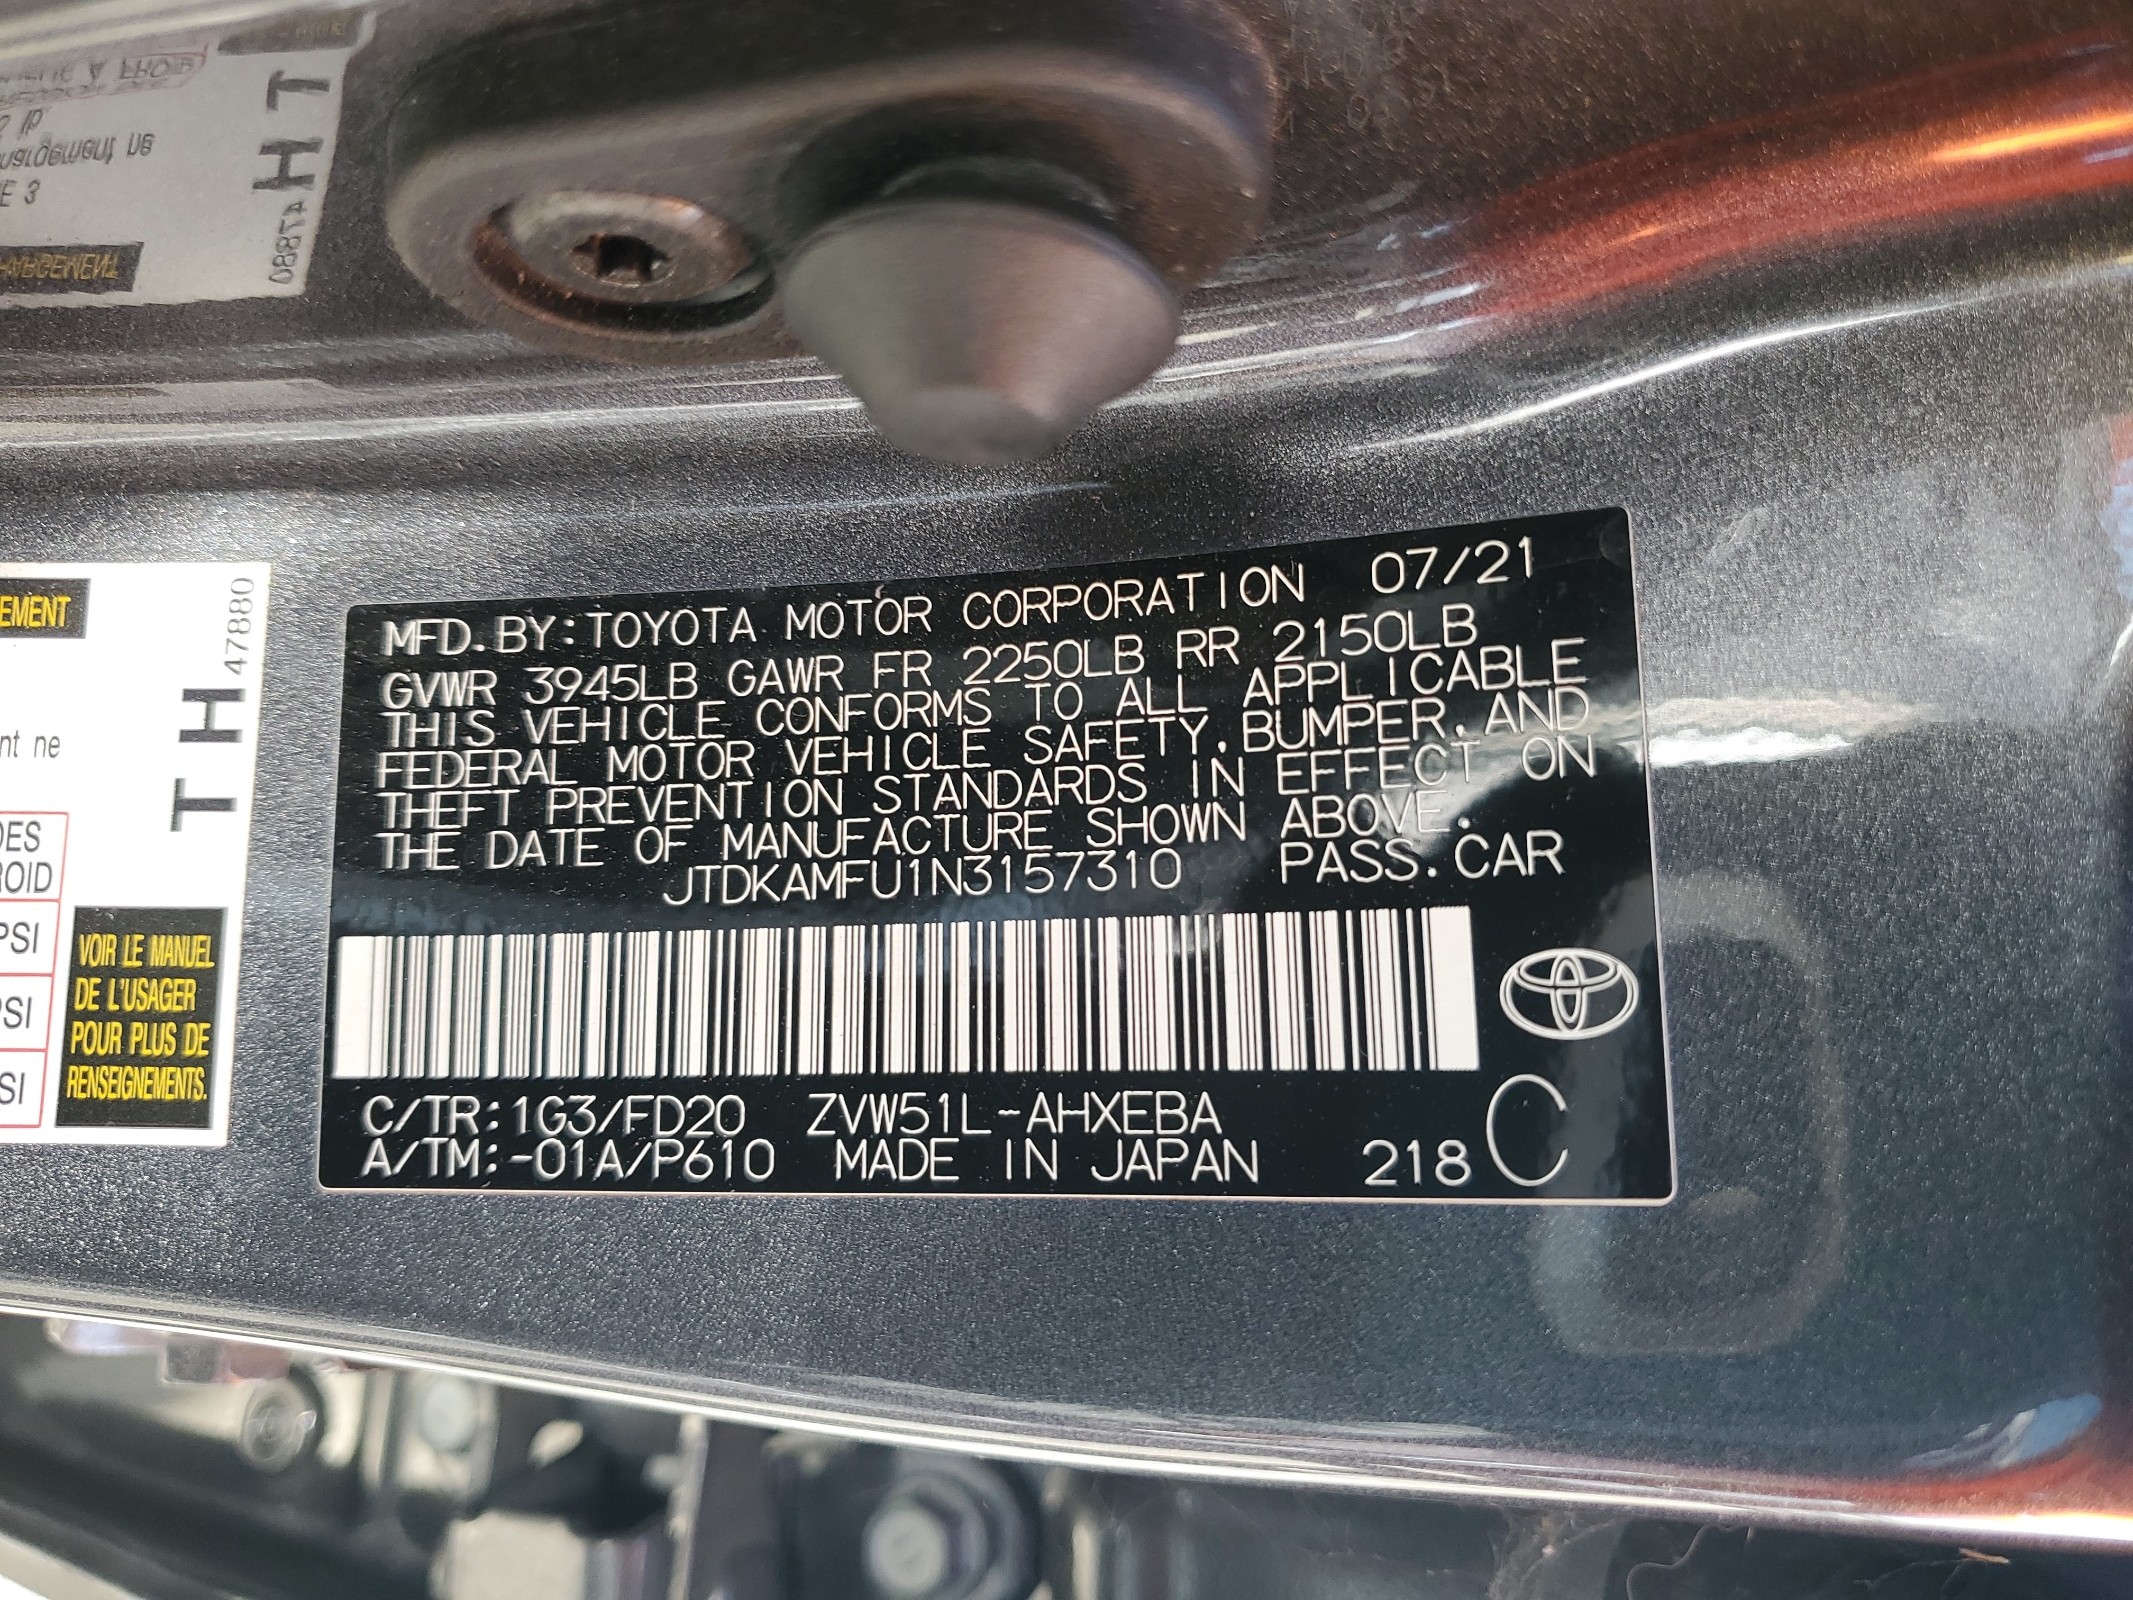 HT
47880
E 3
EMENT
nt ne
TH
47880
DES
ROID
PSI
PSI
SI
VOIR LE MANUEL
DE L'USAGER
POUR PLUS DE
RENSEIGNEMENTS.
MFD. BY: TOYOTA MOTOR CORPORATION 07/21
GVWR 3945LB GAWR FR 2250LB RR 2150LB
THIS VEHICLE CONFORMS TO ALL APPLICABLE
FEDERAL MOTOR VEHICLE SAFETY, BUMPER, AND
THEFT PREVENTION STANDARDS IN EFFECT ON
THE DATE OF MANUFACTURE SHOWN ABOVE.
JTDKAMFU1N3157310 PASS. CAR
C/TR: 1G3/FD20 ZVW51L-AHXEBA
A/TM: -01A/P610 MADE IN JAPAN 218 C